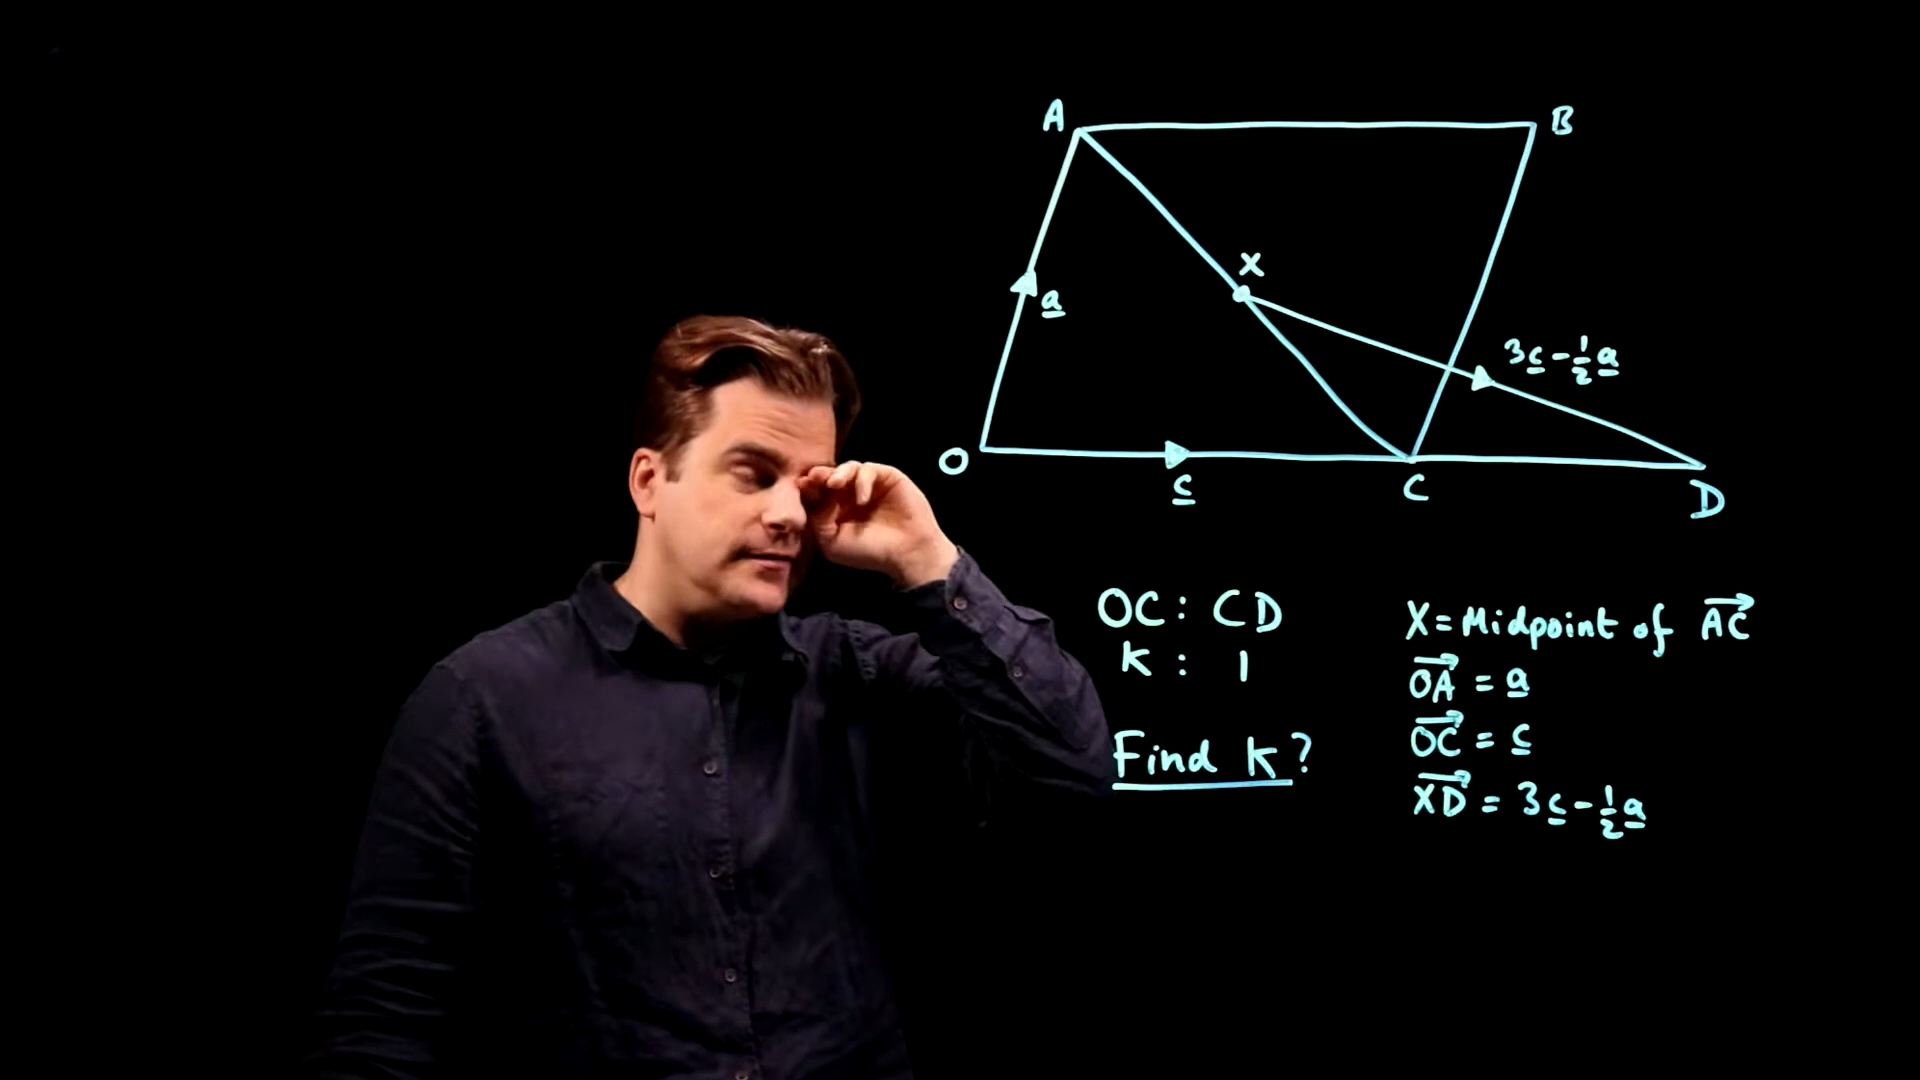 A
B
X
a
3c - 1/2 a
O
c
C
D
OC : CD
K : 1
Find K?
X = Midpoint of AC
OA = a
OC = c
XD = 3c - 1/2 a